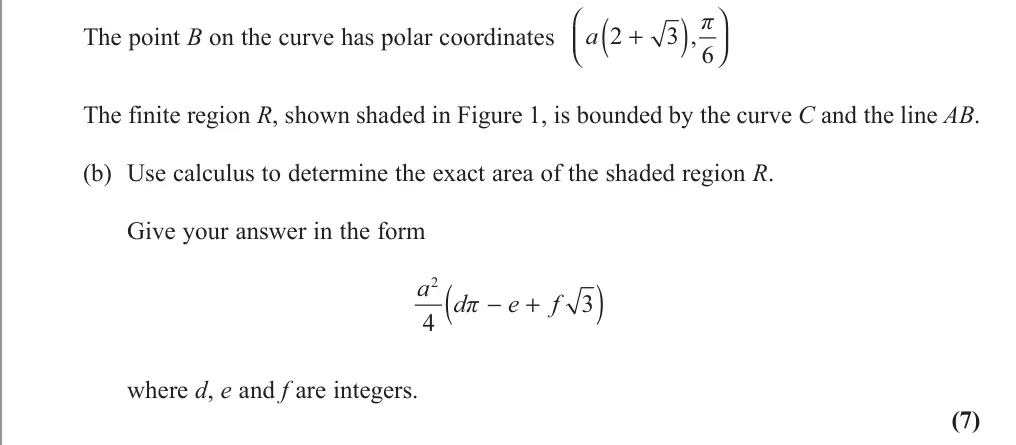 The point B on the curve has polar coordinates (a(2 + √3), π/6)
The finite region R, shown shaded in Figure 1, is bounded by the curve C and the line AB.
(b) Use calculus to determine the exact area of the shaded region R.
Give your answer in the form
a²/4 (dπ − e + f√3)
where d, e and f are integers.
(7)